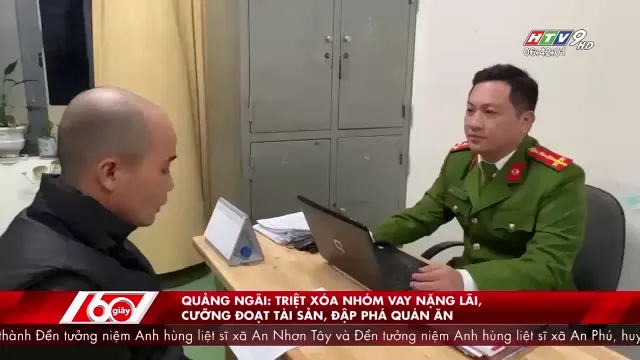 HTV9 HD
06:42:01
60 giây
QUẢNG NGÃI: TRIỆT XÓA NHÓM VAY NẶNG LÃI,
CƯỠNG ĐOẠT TÀI SẢN, ĐẬP PHÁ QUÁN ĂN
thành Đền tưởng niệm Anh hùng liệt sĩ xã An Nhơn Tây và Đền tưởng niệm Anh hùng liệt sĩ xã An Phú, huy